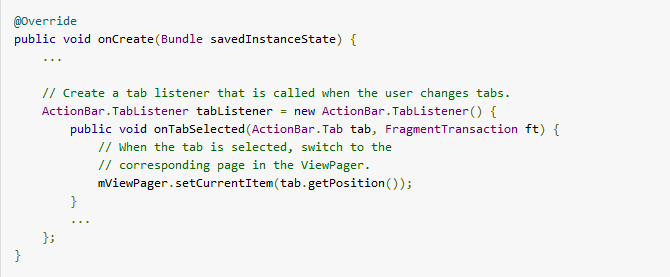 @Override
public void onCreate(Bundle savedInstanceState) {
    ...
    // Create a tab listener that is called when the user changes tabs.
    ActionBar.TabListener tabListener = new ActionBar.TabListener() {
        public void onTabSelected(ActionBar.Tab tab, FragmentTransaction ft) {
            // When the tab is selected, switch to the
            // corresponding page in the ViewPager.
            mViewPager.setCurrentItem(tab.getPosition());
        }
        ...
    };
}